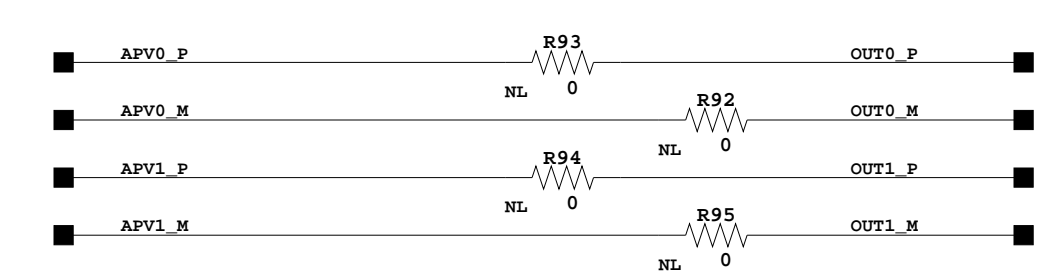 APV0_P R93 OUT0_P
NL 0
APV0_M R92 OUT0_M
NL 0
APV1_P R94 OUT1_P
NL 0
APV1_M R95 OUT1_M
NL 0